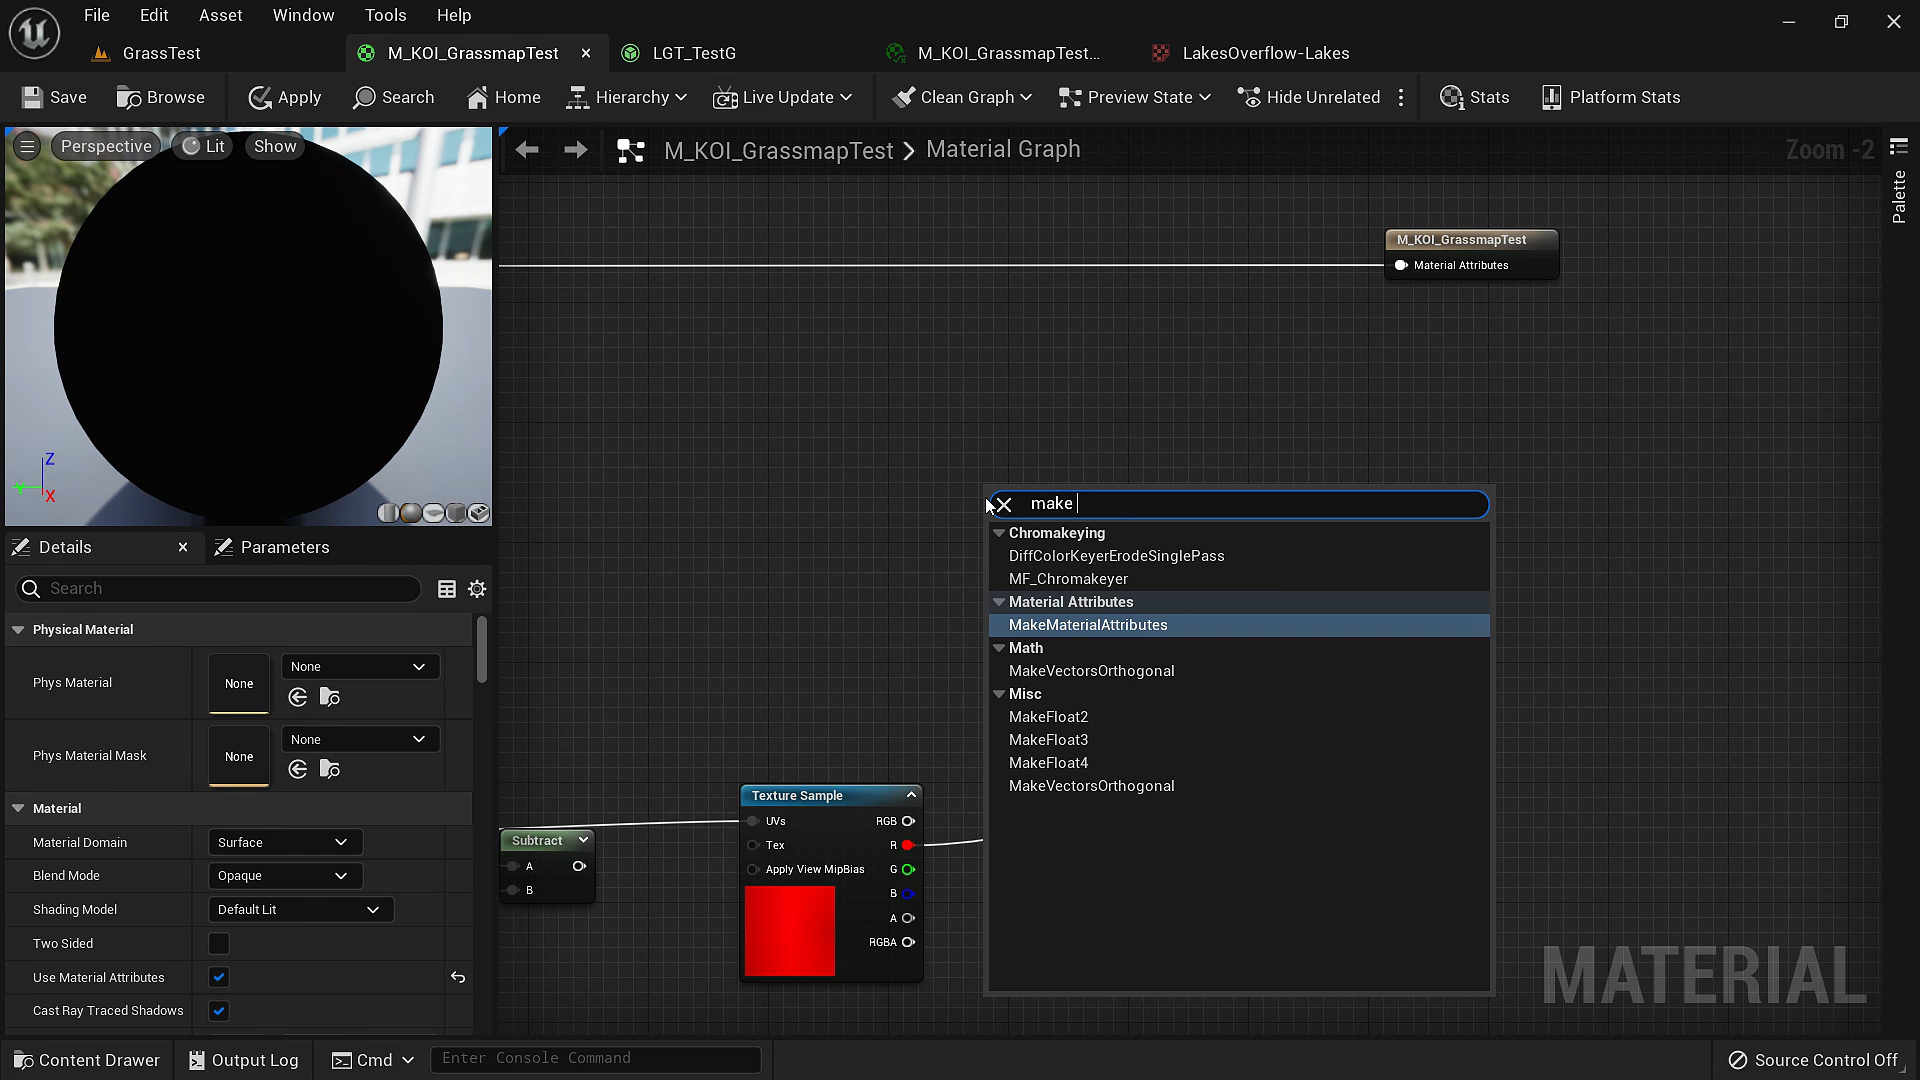 File Edit Asset Window Tools Help
GrassTest
M_KOI_GrassmapTest
LGT_TestG
M_KOI_GrassmapTest...
LakesOverflow-Lakes
Save Browse Apply Search Home Hierarchy Live Update Clean Graph Preview State Hide Unrelated Stats Platform Stats
Perspective Lit Show
M_KOI_GrassmapTest Material Graph
Zoom -2
Palette
M_KOI_GrassmapTest
Material Attributes
Z
Y
X
make
Chromakeying
DiffColorKeyerErodeSinglePass
MF_Chromakeyer
Material Attributes
MakeMaterialAttributes
Math
MakeVectorsOrthogonal
Misc
MakeFloat2
MakeFloat3
MakeFloat4
MakeVectorsOrthogonal
Details Parameters
Search
Physical Material
Phys Material
None
None
Phys Material Mask
None
None
Material
Material Domain Surface
Blend Mode Opaque
Shading Model Default Lit
Two Sided
Use Material Attributes
Cast Ray Traced Shadows
Subtract
A
B
Texture Sample
UVs RGB
Tex R
Apply View MipBias G
B
A
RGBA
MATERIAL
Content Drawer Output Log Cmd Enter Console Command Source Control Off